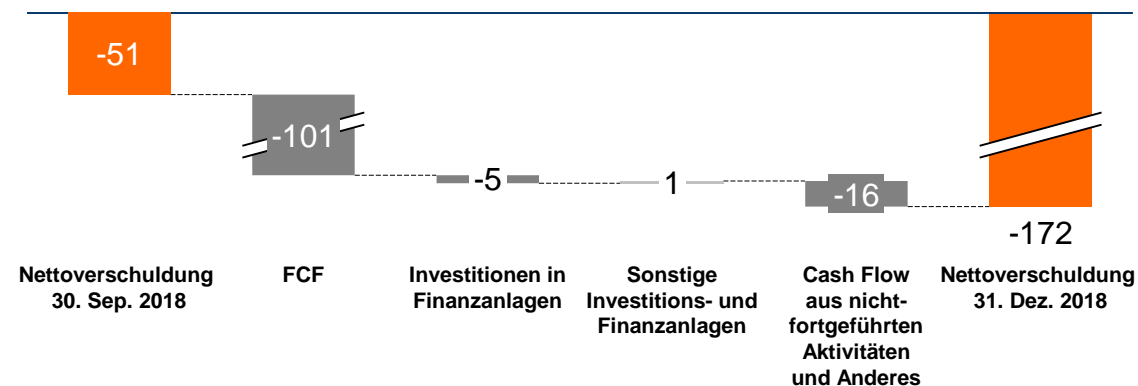 -51
-101
-5
1
-16
-172
Nettoverschuldung
30. Sep. 2018
FCF
Investitionen in
Finanzanlagen
Sonstige
Investitions- und
Finanzanlagen
Cash Flow
aus nicht-
fortgeführten
Aktivitäten
und Anderes
Nettoverschuldung
31. Dez. 2018